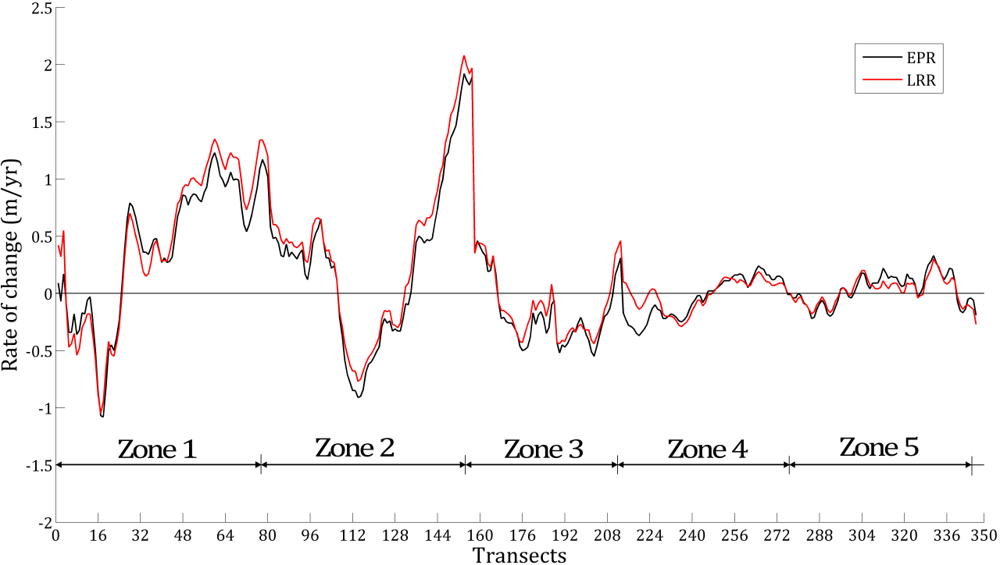 2.5
2
1.5
1
0.5
0
-0.5
-1
-1.5
-2
Rate of change (m/yr)
EPR
LRR
Zone 1
Zone 2
Zone 3
Zone 4
Zone 5
0 16 32 48 64 80 96 112 128 144 160 176 192 208 224 240 256 272 288 304 320 336 350
Transects